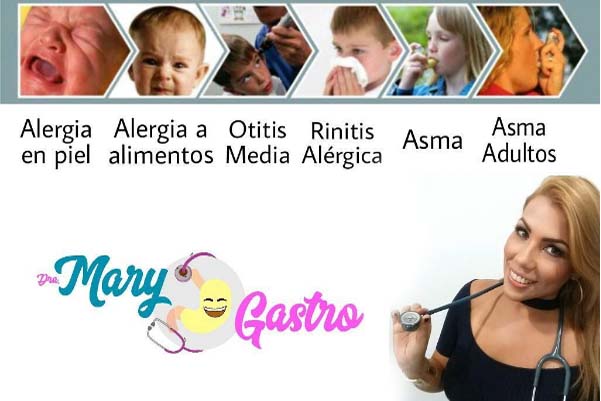 Alergia
en piel
Alergia a
alimentos
Otitis
Media
Rinitis
Alérgica
Asma
Asma
Adultos
Dra. Mary
Gastro